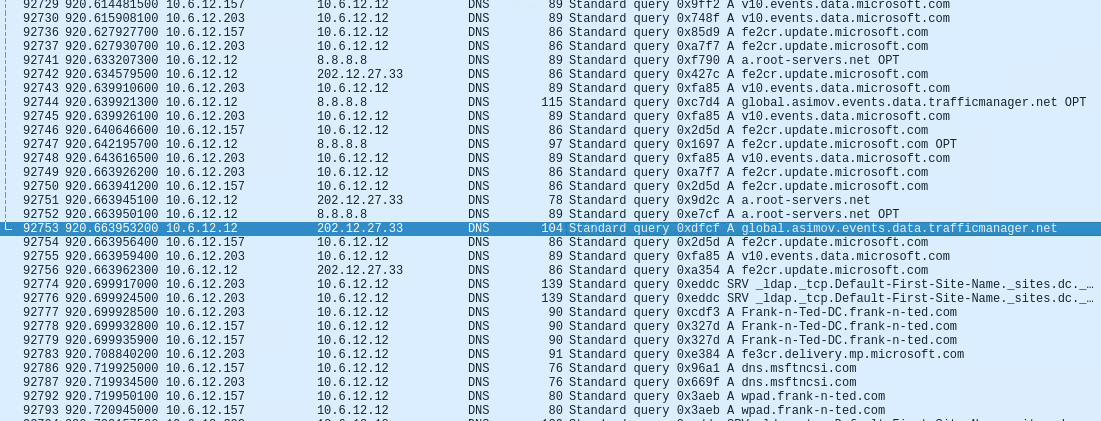 92729 920.614481500 10.6.12.157 10.6.12.12 DNS 89 Standard query 0x9ff2 A v10.events.data.microsoft.com
92730 920.615908100 10.6.12.203 10.6.12.12 DNS 89 Standard query 0x748f A v10.events.data.microsoft.com
92736 920.627927700 10.6.12.157 10.6.12.12 DNS 86 Standard query 0x85d9 A fe2cr.update.microsoft.com
92737 920.627930700 10.6.12.203 10.6.12.12 DNS 86 Standard query 0xa7f7 A fe2cr.update.microsoft.com
92741 920.633207300 10.6.12.12 8.8.8.8 DNS 89 Standard query 0xf790 A a.root-servers.net OPT
92742 920.634579500 10.6.12.12 202.12.27.33 DNS 86 Standard query 0x427c A fe2cr.update.microsoft.com
92743 920.639910600 10.6.12.203 10.6.12.12 DNS 89 Standard query 0xfa85 A v10.events.data.microsoft.com
92744 920.639921300 10.6.12.12 8.8.8.8 DNS 115 Standard query 0xc7d4 A global.asimov.events.data.trafficmanager.net OPT
92745 920.639926100 10.6.12.203 10.6.12.12 DNS 89 Standard query 0xfa85 A v10.events.data.microsoft.com
92746 920.640646600 10.6.12.157 10.6.12.12 DNS 86 Standard query 0x2d5d A fe2cr.update.microsoft.com
92747 920.642195700 10.6.12.12 8.8.8.8 DNS 97 Standard query 0x1697 A fe2cr.update.microsoft.com OPT
92748 920.643616500 10.6.12.203 10.6.12.12 DNS 89 Standard query 0xfa85 A v10.events.data.microsoft.com
92749 920.663926200 10.6.12.203 10.6.12.12 DNS 86 Standard query 0xa7f7 A fe2cr.update.microsoft.com
92750 920.663941200 10.6.12.157 10.6.12.12 DNS 86 Standard query 0x2d5d A fe2cr.update.microsoft.com
92751 920.663945100 10.6.12.12 202.12.27.33 DNS 78 Standard query 0x9d2c A a.root-servers.net
92752 920.663950100 10.6.12.12 8.8.8.8 DNS 89 Standard query 0xe7cf A a.root-servers.net OPT
92753 920.663953200 10.6.12.12 202.12.27.33 DNS 104 Standard query 0xdfcf A global.asimov.events.data.trafficmanager.net
92754 920.663956400 10.6.12.157 10.6.12.12 DNS 86 Standard query 0x2d5d A fe2cr.update.microsoft.com
92755 920.663959400 10.6.12.203 10.6.12.12 DNS 89 Standard query 0xfa85 A v10.events.data.microsoft.com
92756 920.663962300 10.6.12.12 202.12.27.33 DNS 86 Standard query 0xa354 A fe2cr.update.microsoft.com
92774 920.699917000 10.6.12.203 10.6.12.12 DNS 139 Standard query 0xeddc SRV _ldap._tcp.Default-First-Site-Name._sites.dc._…
92776 920.699924500 10.6.12.203 10.6.12.12 DNS 139 Standard query 0xeddc SRV _ldap._tcp.Default-First-Site-Name._sites.dc._…
92777 920.699928500 10.6.12.203 10.6.12.12 DNS 90 Standard query 0xcdf3 A Frank-n-Ted-DC.frank-n-ted.com
92778 920.699932800 10.6.12.157 10.6.12.12 DNS 90 Standard query 0x327d A Frank-n-Ted-DC.frank-n-ted.com
92779 920.699935900 10.6.12.157 10.6.12.12 DNS 90 Standard query 0x327d A Frank-n-Ted-DC.frank-n-ted.com
92783 920.708840200 10.6.12.203 10.6.12.12 DNS 91 Standard query 0xe384 A fe3cr.delivery.mp.microsoft.com
92786 920.719925000 10.6.12.157 10.6.12.12 DNS 76 Standard query 0x96a1 A dns.msftncsi.com
92787 920.719934500 10.6.12.203 10.6.12.12 DNS 76 Standard query 0x669f A dns.msftncsi.com
92792 920.719950100 10.6.12.157 10.6.12.12 DNS 80 Standard query 0x3aeb A wpad.frank-n-ted.com
92793 920.720945000 10.6.12.157 10.6.12.12 DNS 80 Standard query 0x3aeb A wpad.frank-n-ted.com